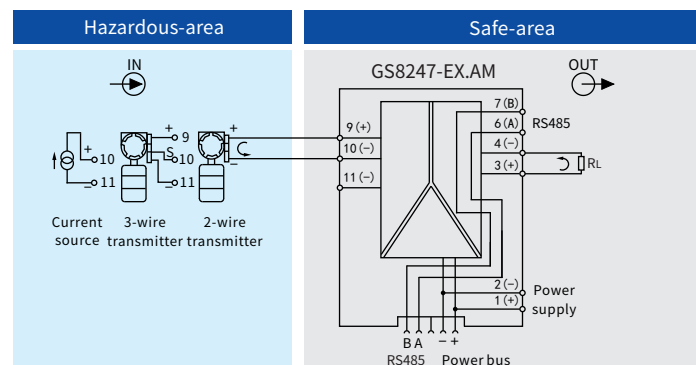 Hazardous-area
Safe-area
IN
GS8247-EX.AM
OUT
7(B)
6(A)
RS485
4(−)
3(+)
RL
9(+)
10(−)
11(−)
+
9
S
10
−
11
+
10
−
11
+
−
Current
source
3-wire
transmitter
2-wire
transmitter
2(−)
1(+)
Power
supply
B A − +
RS485 Power bus